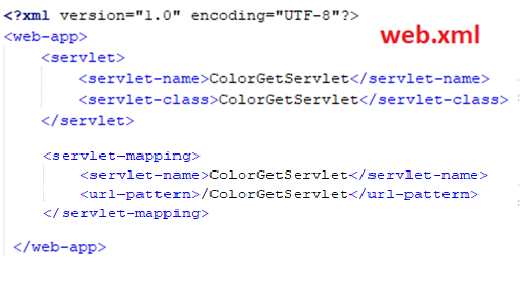 <?xml version="1.0" encoding="UTF-8"?>
<web-app>
web.xml
<servlet>
<servlet-name>ColorGetServlet</servlet-name>
<servlet-class>ColorGetServlet</servlet-class>
</servlet>
<servlet-mapping>
<servlet-name>ColorGetServlet</servlet-name>
<url-pattern>/ColorGetServlet</url-pattern>
</servlet-mapping>
</web-app>